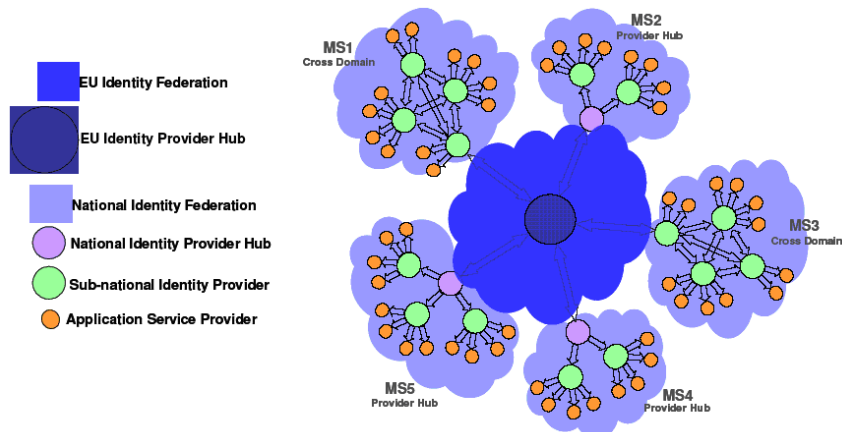 EU Identity Federation
EU Identity Provider Hub
National Identity Federation
National Identity Provider Hub
Sub-national Identity Provider
Application Service Provider
MS1
Cross Domain
MS2
Provider Hub
MS3
Cross Domain
MS4
Provider Hub
MS5
Provider Hub